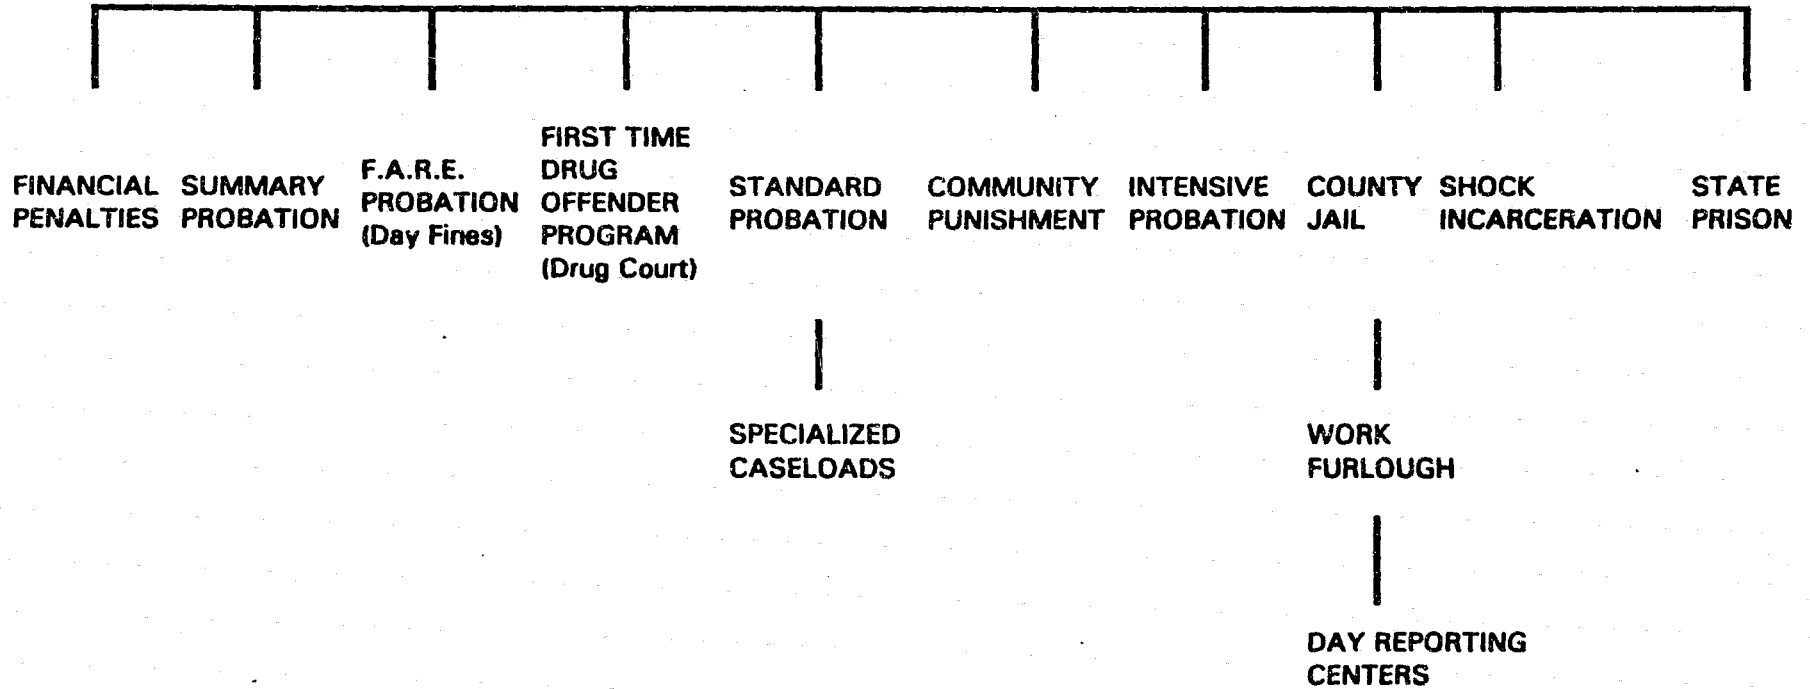 FINANCIAL
PENALTIES
SUMMARY
PROBATION
F.A.R.E.
PROBATION
(Day Fines)
FIRST TIME
DRUG
OFFENDER
PROGRAM
(Drug Court)
STANDARD
PROBATION
COMMUNITY
PUNISHMENT
INTENSIVE
PROBATION
COUNTY
JAIL
SHOCK
INCARCERATION
STATE
PRISON
SPECIALIZED
CASELOADS
WORK
FURLOUGH
DAY REPORTING
CENTERS